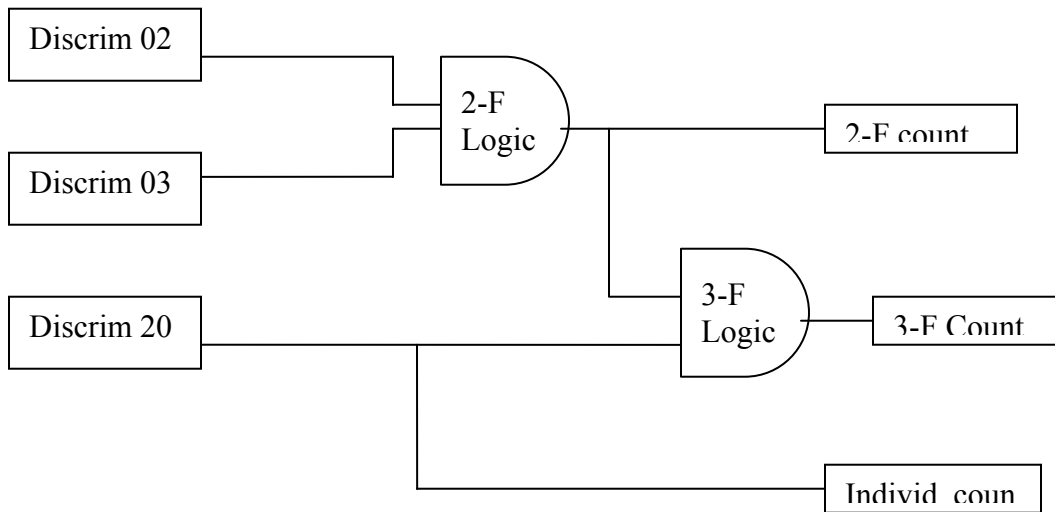 Discrim 02
2-F
Logic
2-F count
Discrim 03
3-F
Logic
Discrim 20
3-F Count
Individ coun